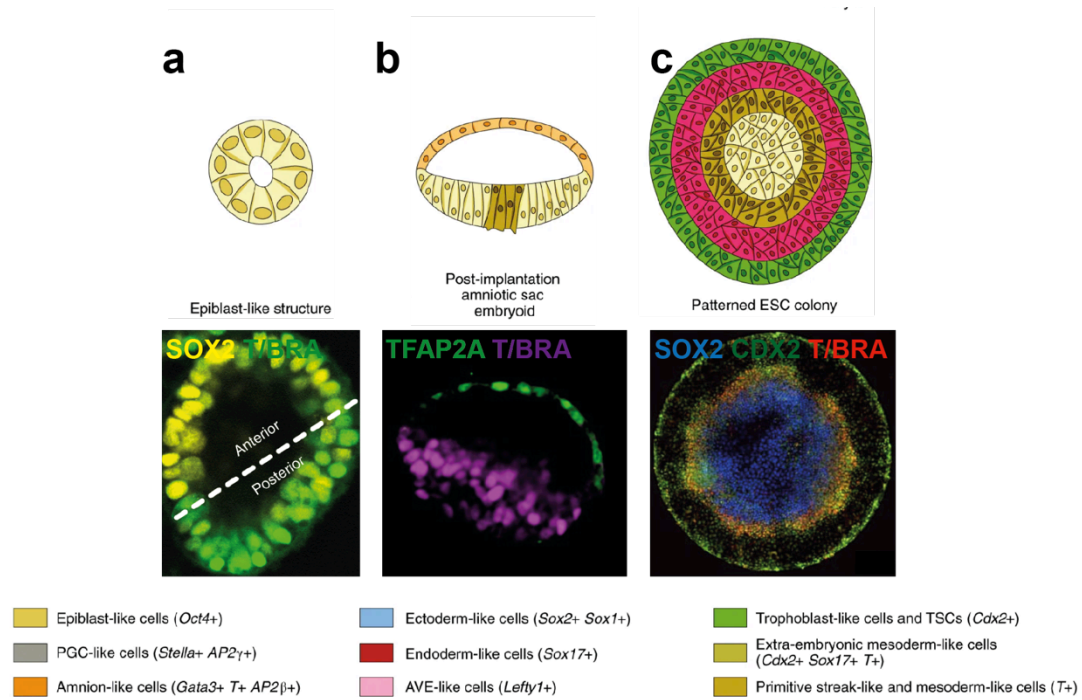 a
b
c
Epiblast-like structure
Post-implantation
amniotic sac
embryoid
Patterned ESC colony
SOX2 T/BRA
Anterior
Posterior
TFAP2A T/BRA
SOX2 CDX2 T/BRA
Epiblast-like cells (Oct4+)
PGC-like cells (Stella+ AP2γ+)
Amnion-like cells (Gata3+ T+ AP2β+)
Ectoderm-like cells (Sox2+ Sox1+)
Endoderm-like cells (Sox17+)
AVE-like cells (Lefty1+)
Trophoblast-like cells and TSCs (Cdx2+)
Extra-embryonic mesoderm-like cells
(Cdx2+ Sox17+ T+)
Primitive streak-like and mesoderm-like cells (T+)